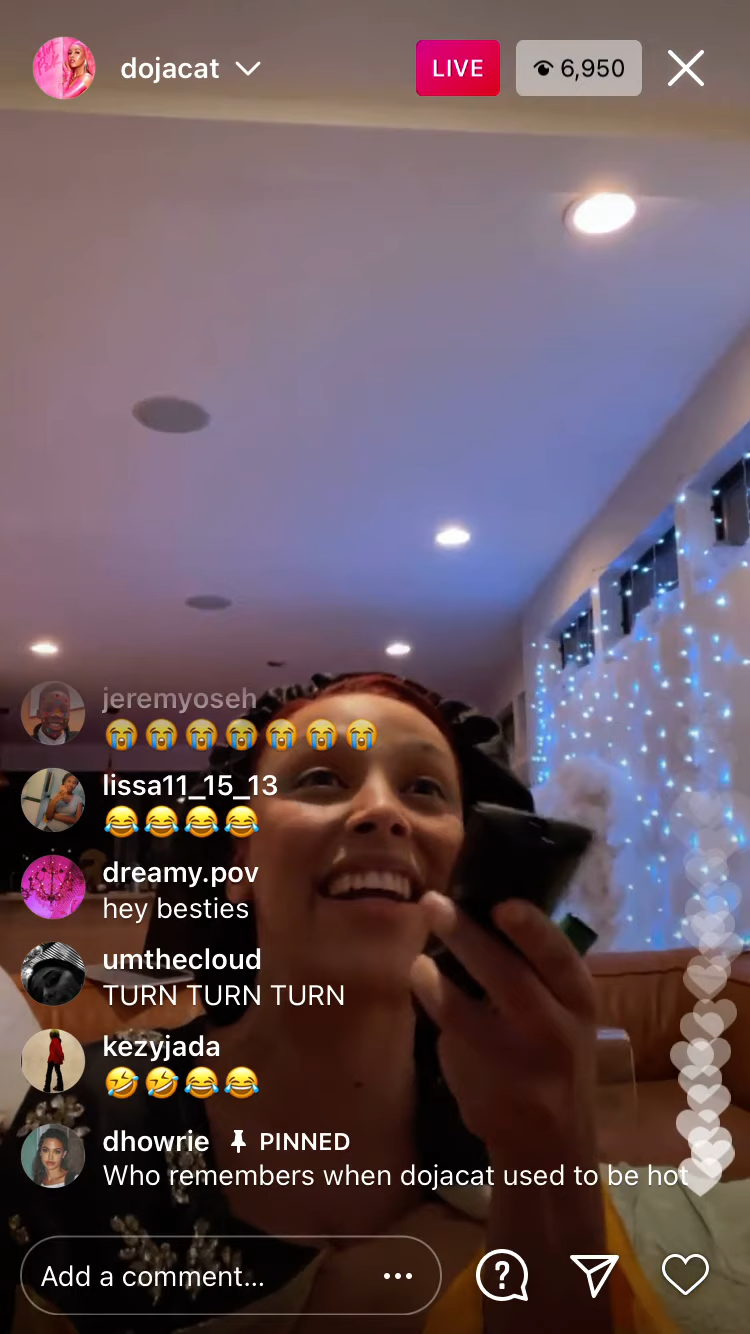 dojacat
LIVE
6,950
jeremyoseh
😭😭😭😭😭😭😭
lissa11_15_13
😂😂😂😂
dreamy.pov
hey besties
umthecloud
TURN TURN TURN
kezyjada
🤣🤣😂😂
dhowrie PINNED
Who remembers when dojacat used to be hot
Add a comment...